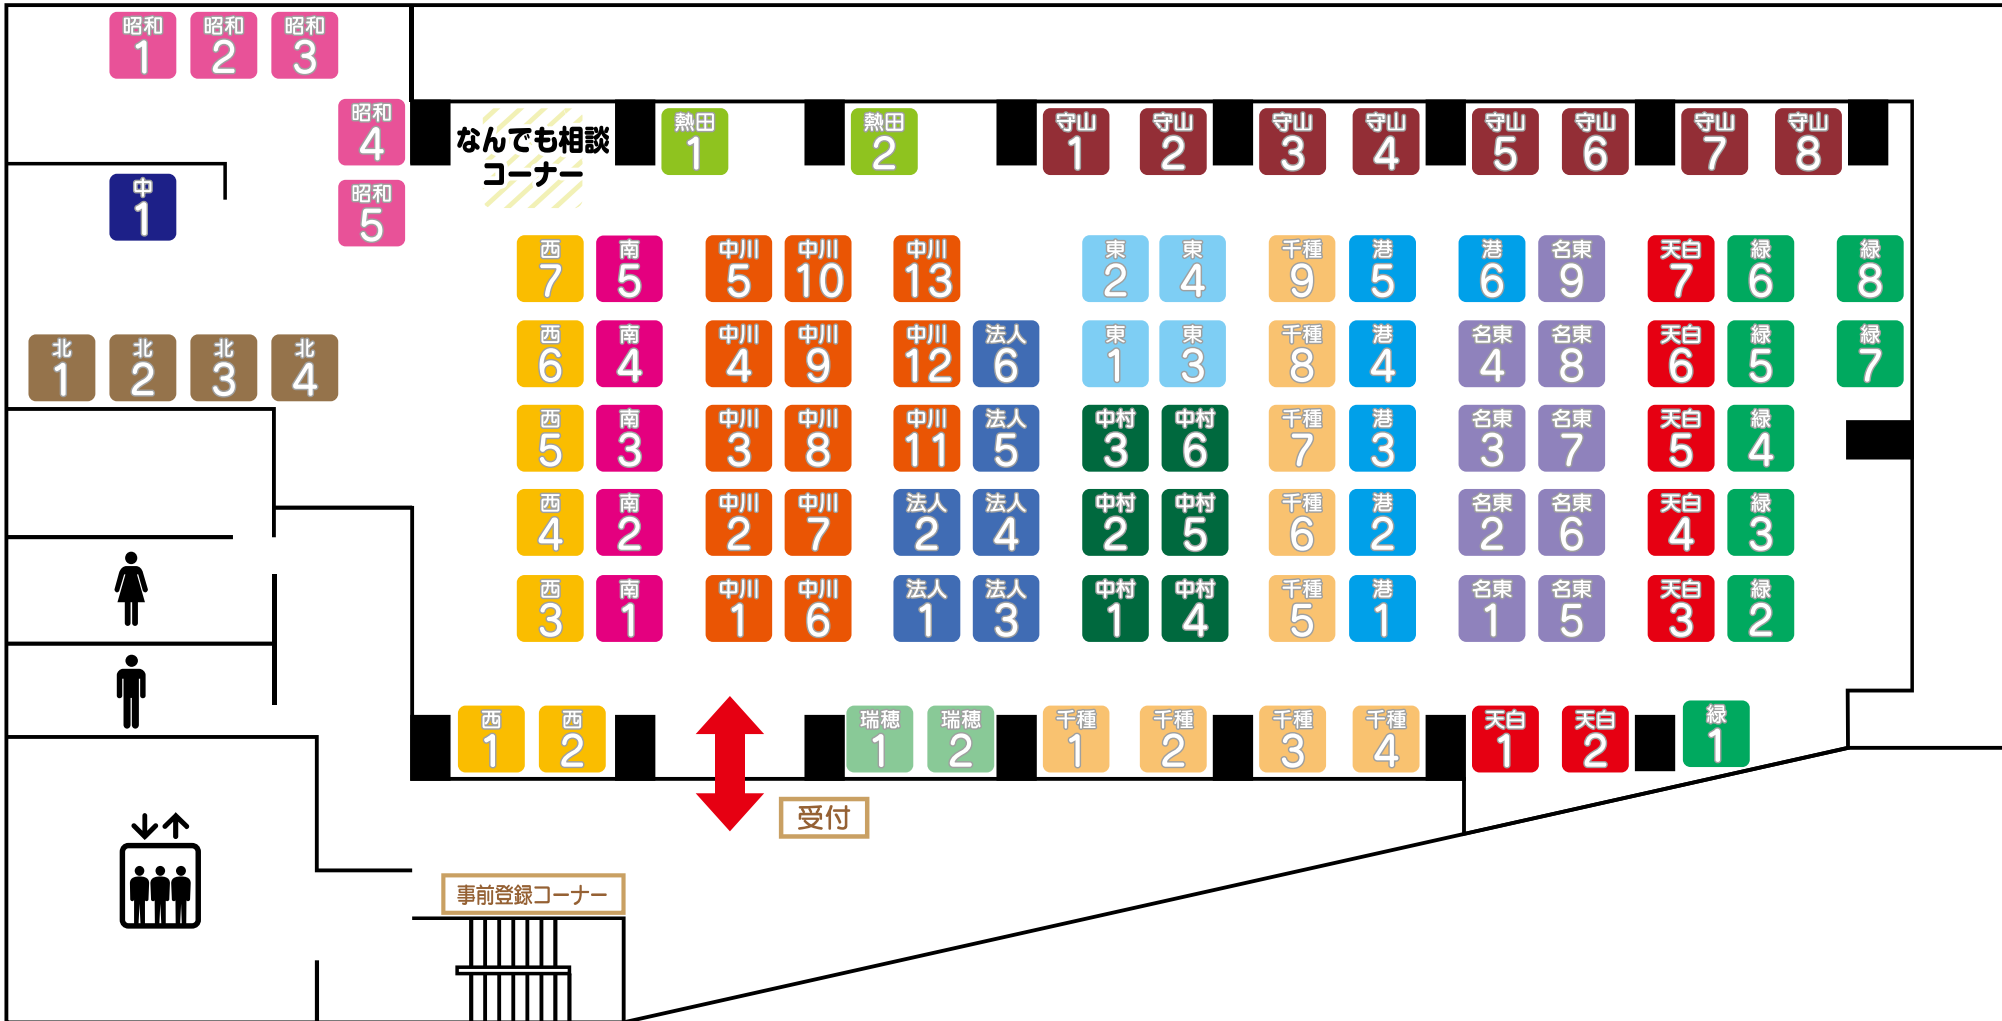 昭和
1
昭和
2
昭和
3
昭和
4
昭和
5
中
1
北
1
北
2
北
3
北
4
なんでも相談
コーナー
熱田
1
熱田
2
守山
1
守山
2
守山
3
守山
4
守山
5
守山
6
守山
7
守山
8
西
7
南
5
中川
5
中川
10
中川
13
東
2
東
4
千種
9
港
5
港
6
名東
9
天白
7
緑
6
緑
8
西
6
南
4
中川
4
中川
9
中川
12
法人
6
東
1
東
3
千種
8
港
4
名東
4
名東
8
天白
6
緑
5
緑
7
西
5
南
3
中川
3
中川
8
中川
11
法人
5
中村
3
中村
6
千種
7
港
3
名東
3
名東
7
天白
5
緑
4
西
4
南
2
中川
2
中川
7
法人
2
法人
4
中村
2
中村
5
千種
6
港
2
名東
2
名東
6
天白
4
緑
3
西
3
南
1
中川
1
中川
6
法人
1
法人
3
中村
1
中村
4
千種
5
港
1
名東
1
名東
5
天白
3
緑
2
西
1
西
2
瑞穂
1
瑞穂
2
千種
1
千種
2
千種
3
千種
4
天白
1
天白
2
緑
1
受付
事前登録コーナー